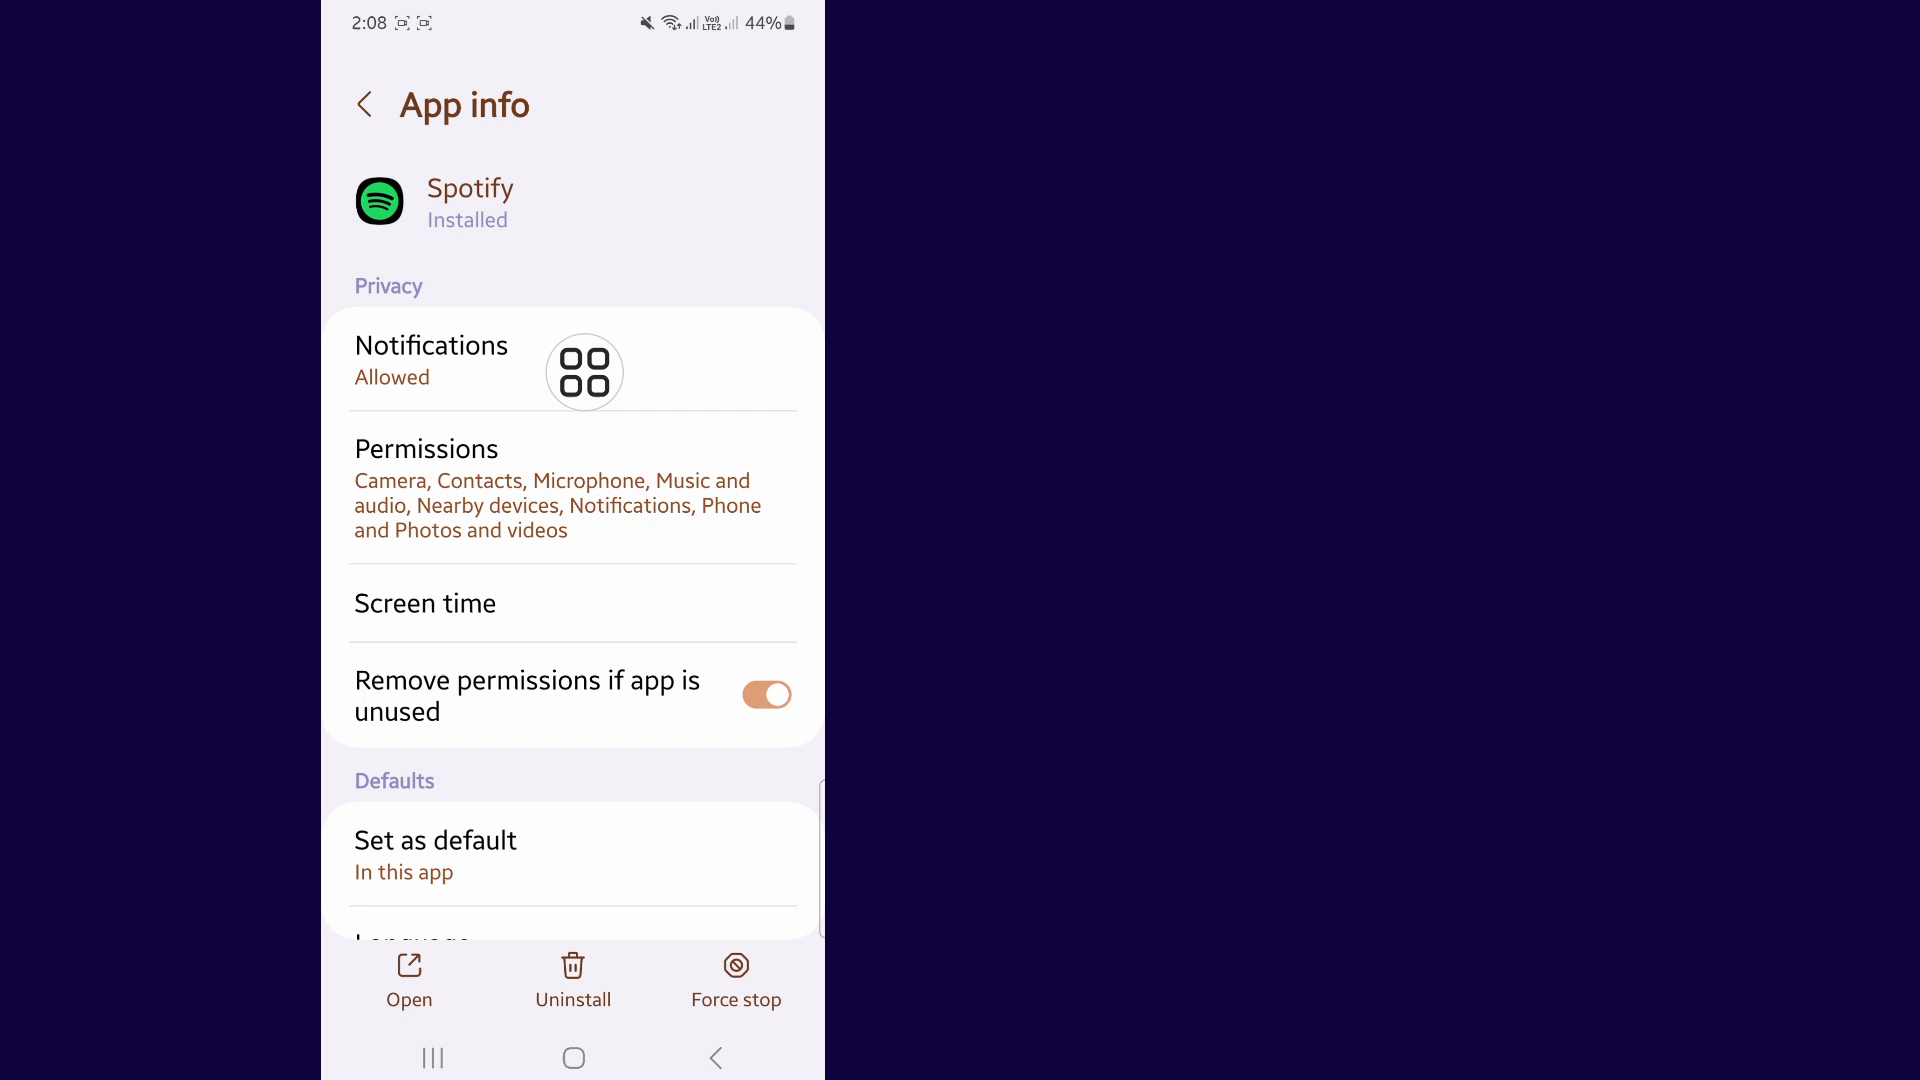 2:08
Vo))
LTE2
44%
App info
Spotify
Installed
Privacy
Notifications
Allowed
Permissions
Camera, Contacts, Microphone, Music and
audio, Nearby devices, Notifications, Phone
and Photos and videos
Screen time
Remove permissions if app is
unused
Defaults
Set as default
In this app
Open
Uninstall
Force stop